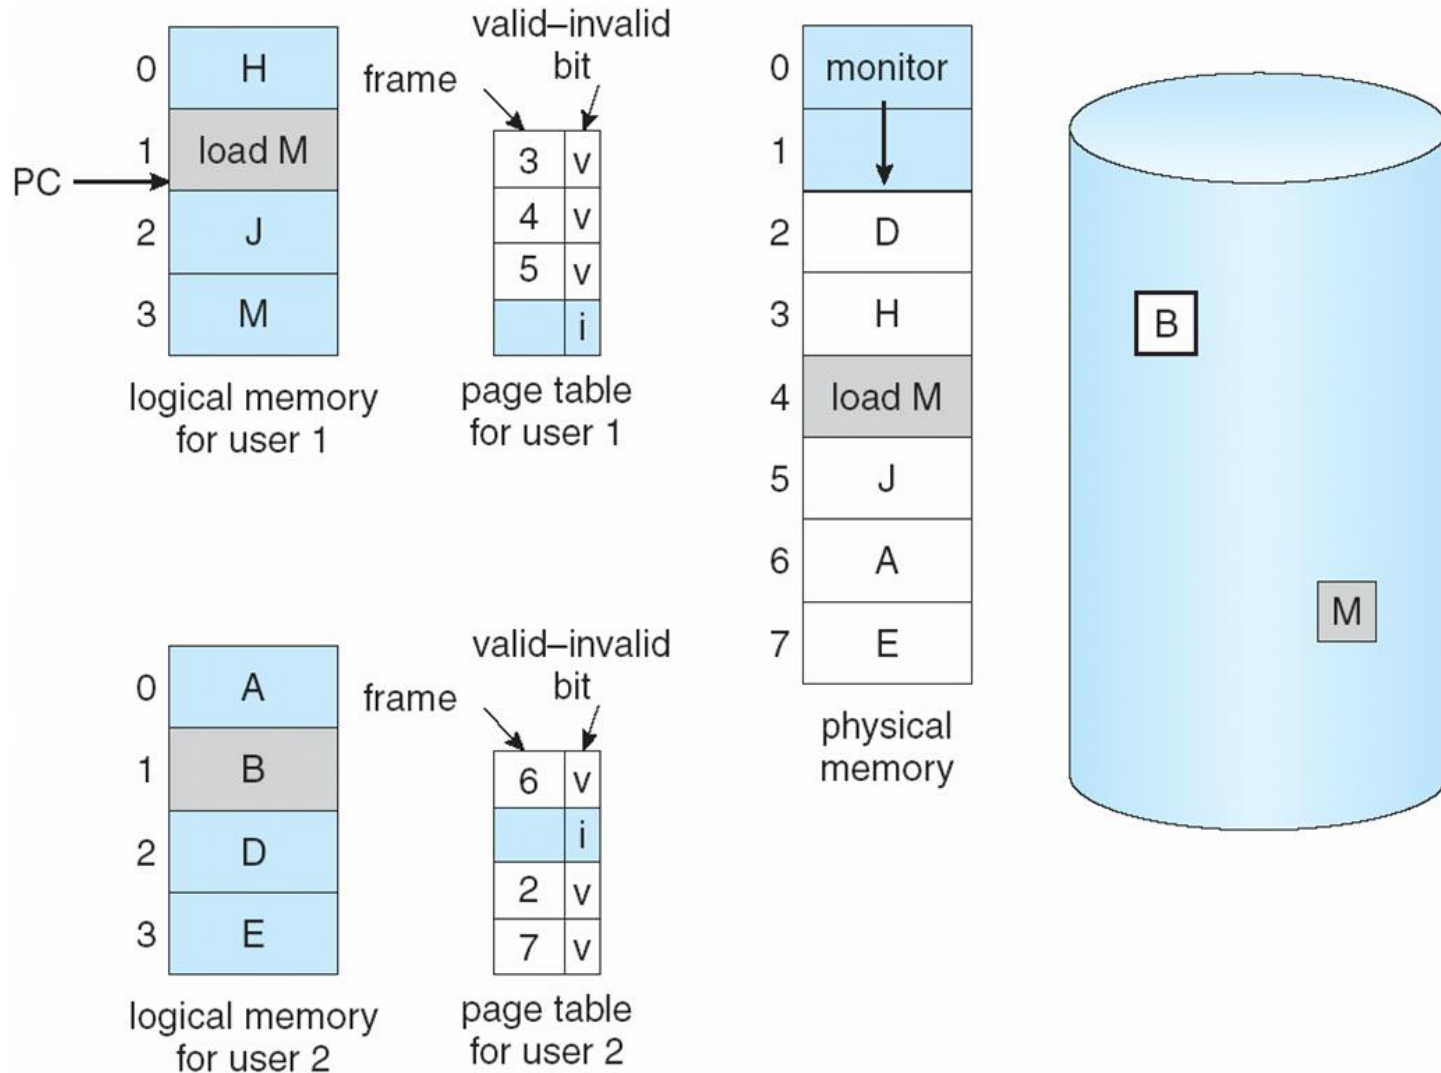 valid–invalid
bit
frame
0 H
1 load M
PC
2 J
3 M
3 v
4 v
5 v
i
logical memory
for user 1
page table
for user 1
0 monitor
1
2 D
3 H
4 load M
5 J
6 A
7 E
physical
memory
B
M
valid–invalid
bit
frame
0 A
1 B
2 D
3 E
6 v
i
2 v
7 v
logical memory
for user 2
page table
for user 2